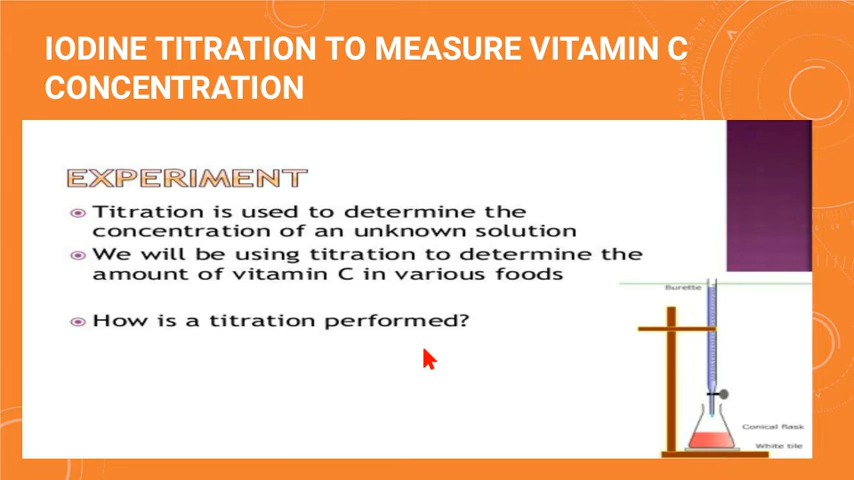 IODINE TITRATION TO MEASURE VITAMIN C
CONCENTRATION
EXPERIMENT
Titration is used to determine the
concentration of an unknown solution
We will be using titration to determine the
amount of vitamin C in various foods
How is a titration performed?
Burette
Conical flask
White tile